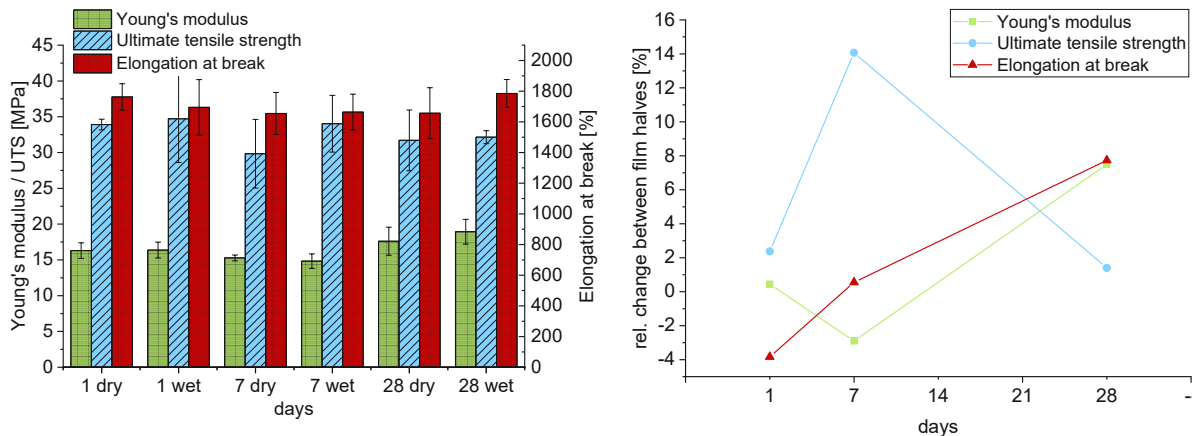 Young's modulus
Ultimate tensile strength
Elongation at break
Young's modulus / UTS [MPa]
45
40
35
30
25
20
15
10
5
0
2000
1800
1600
1400
1200
1000
800
600
400
200
0
Elongation at break [%]
1 dry 1 wet 7 dry 7 wet 28 dry 28 wet
days
Young's modulus
Ultimate tensile strength
Elongation at break
rel. change between film halves [%]
16
14
12
10
8
6
4
2
0
-2
-4
1 7 14 21 28 --
days